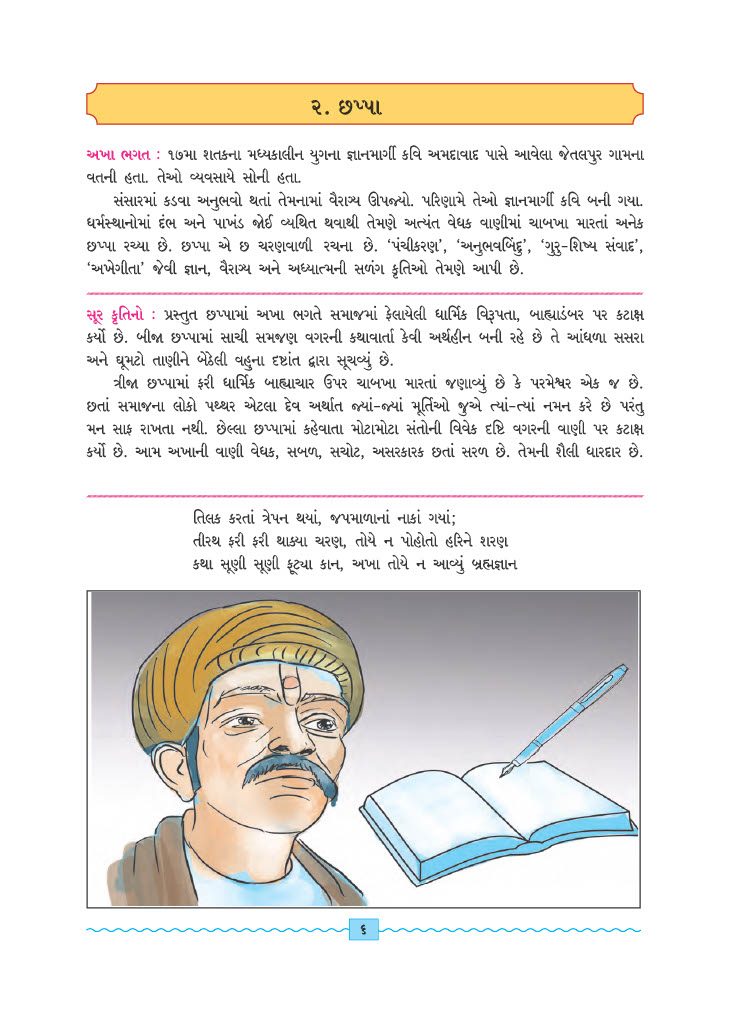 ૨. છપ્પા
અખા ભગત : ૧૭મા શતકના મધ્યકાલીન યુગના જ્ઞાનમાર્ગી કવિ અમદાવાદ પાસે આવેલા જેતલપુર ગામના
વતની હતા. તેઓ વ્યવસાયે સોની હતા.
સંસારમાં કડવા અનુભવો થતાં તેમનામાં વૈરાગ્ય ઊપજ્યો. પરિણામે તેઓ જ્ઞાનમાર્ગી કવિ બની ગયા.
ધર્મસ્થાનોમાં દંભ અને પાખંડ જોઈ વ્યથિત થવાથી તેમણે અત્યંત વેધક વાણીમાં ચાબખા મારતાં અનેક
છપ્પા રચ્યા છે. છપ્પા એ છ ચરણવાળી રચના છે. ‘પંચીકરણ’, ‘અનુભવબિંદુ’, ‘ગુરુ-શિષ્ય સંવાદ’,
‘અખેગીતા’ જેવી જ્ઞાન, વૈરાગ્ય અને અધ્યાત્મની સળંગ કૃતિઓ તેમણે આપી છે.
સૂર કૃતિનો : પ્રસ્તુત છપ્પામાં અખા ભગતે સમાજમાં ફેલાયેલી ધાર્મિક વિરૂપતા, બાહ્યાડંબર પર કટાક્ષ
કર્યો છે. બીજા છપ્પામાં સાચી સમજણ વગરની કથાવાર્તા કેવી અર્થહીન બની રહે છે તે આંધળા સસરા
અને ઘૂમટો તાણીને બેઠેલી વહુના દષ્ટાંત દ્વારા સૂચવ્યું છે.
ત્રીજા છપ્પામાં ફરી ધાર્મિક બાહ્યાચાર ઉપર ચાબખા મારતાં જણાવ્યું છે કે પરમેશ્વર એક જ છે.
છતાં સમાજના લોકો પથ્થર એટલા દેવ અર્થાત જ્યાં-જ્યાં મૂર્તિઓ જુએ ત્યાં-ત્યાં નમન કરે છે પરંતુ
મન સાફ રાખતા નથી. છેલ્લા છપ્પામાં કહેવાતા મોટામોટા સંતોની વિવેક દષ્ટિ વગરની વાણી પર કટાક્ષ
કર્યો છે. આમ અખાની વાણી વેધક, સબળ, સચોટ, અસરકારક છતાં સરળ છે. તેમની શૈલી ધારદાર છે.
તિલક કરતાં ત્રેપન થયાં, જપમાળાનાં નાકાં ગયાં;
તીરથ ફરી ફરી થાક્યા ચરણ, તોયે ન પોહોતો હરિને શરણ
કથા સૂણી સૂણી ફૂટ્યા કાન, અખા તોયે ન આવ્યું બ્રહ્મજ્ઞાન
૬